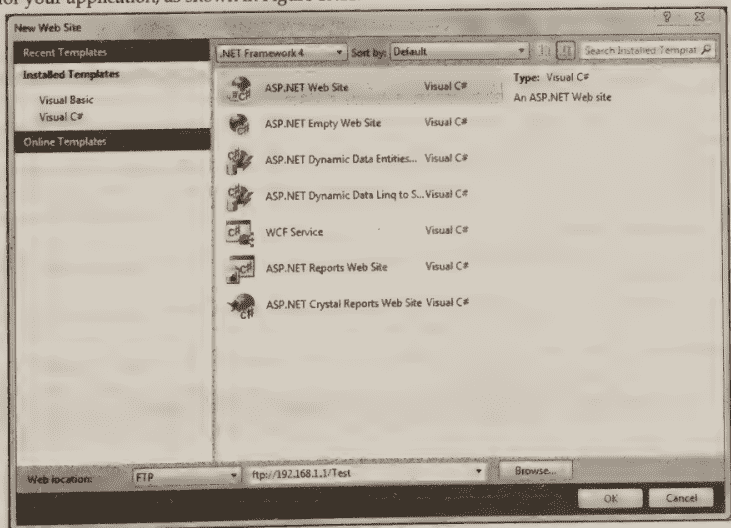 for your application, as shown in Figure
New Web Site
Recent Templates
.NET Framework 4
Sort by: Default
Search Installed Templat
Installed Templates
Visual Basic
Visual C#
Online Templates
ASP.NET Web Site Visual C#
ASP.NET Empty Web Site Visual C#
ASP.NET Dynamic Data Entities... Visual C#
ASP.NET Dynamic Data Linq to S... Visual C#
WCF Service Visual C#
ASP.NET Reports Web Site Visual C#
ASP.NET Crystal Reports Web Site Visual C#
Type: Visual C#
An ASP.NET Web site
Web location: FTP ftp://192.168.1.1/Test Browse...
OK Cancel